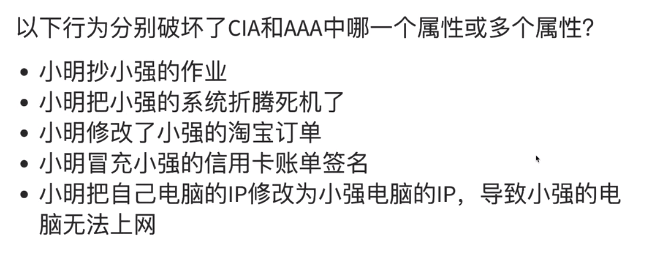 以下行为分别破坏了CIA和AAA中哪一个属性或多个属性？
• 小明抄小强的作业
• 小明把小强的系统折腾死机了
• 小明修改了小强的淘宝订单
• 小明冒充小强的信用卡账单签名
• 小明把自己电脑的IP修改为小强电脑的IP，导致小强的电
脑无法上网